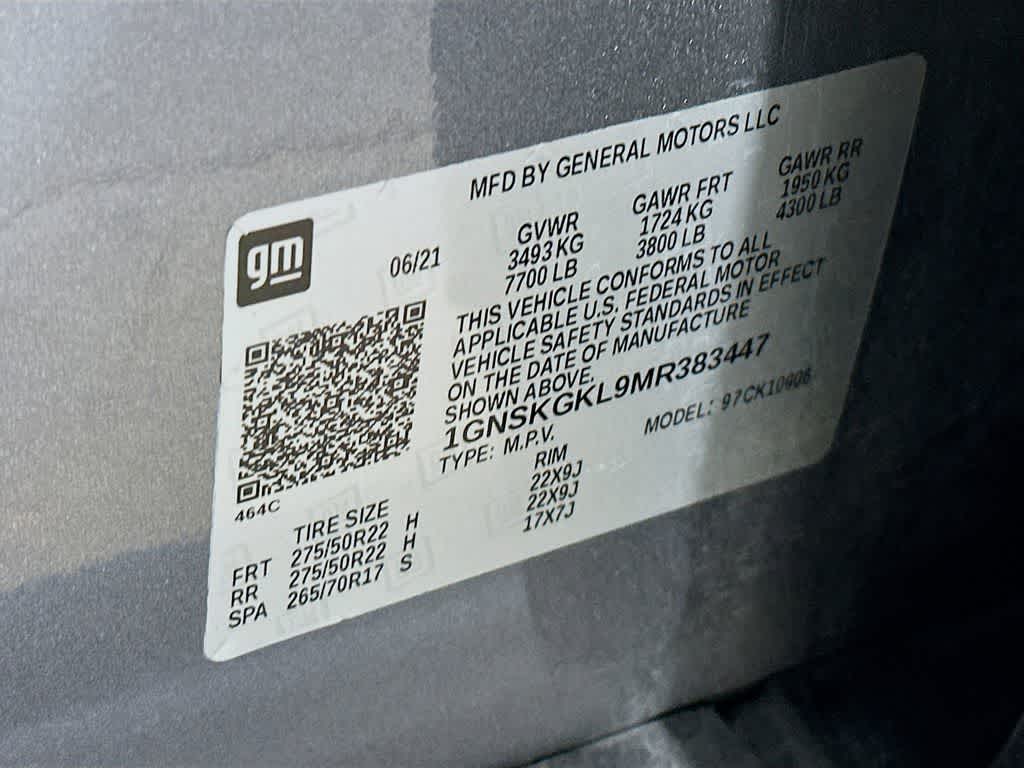 MFD BY GENERAL MOTORS LLC
gm
06/21
GVWR GAWR FRT GAWR RR
3493 KG 1724 KG 1950 KG
7700 LB 3800 LB 4300 LB
THIS VEHICLE CONFORMS TO ALL
APPLICABLE U.S. FEDERAL MOTOR
VEHICLE SAFETY STANDARDS IN EFFECT
ON THE DATE OF MANUFACTURE
SHOWN ABOVE.
1GNSKGKL9MR383447
TYPE: M.P.V. MODEL: 97CK10906
464C
TIRE SIZE RIM
FRT 275/50R22 H 22X9J
RR 275/50R22 H 22X9J
SPA 265/70R17 S 17X7J